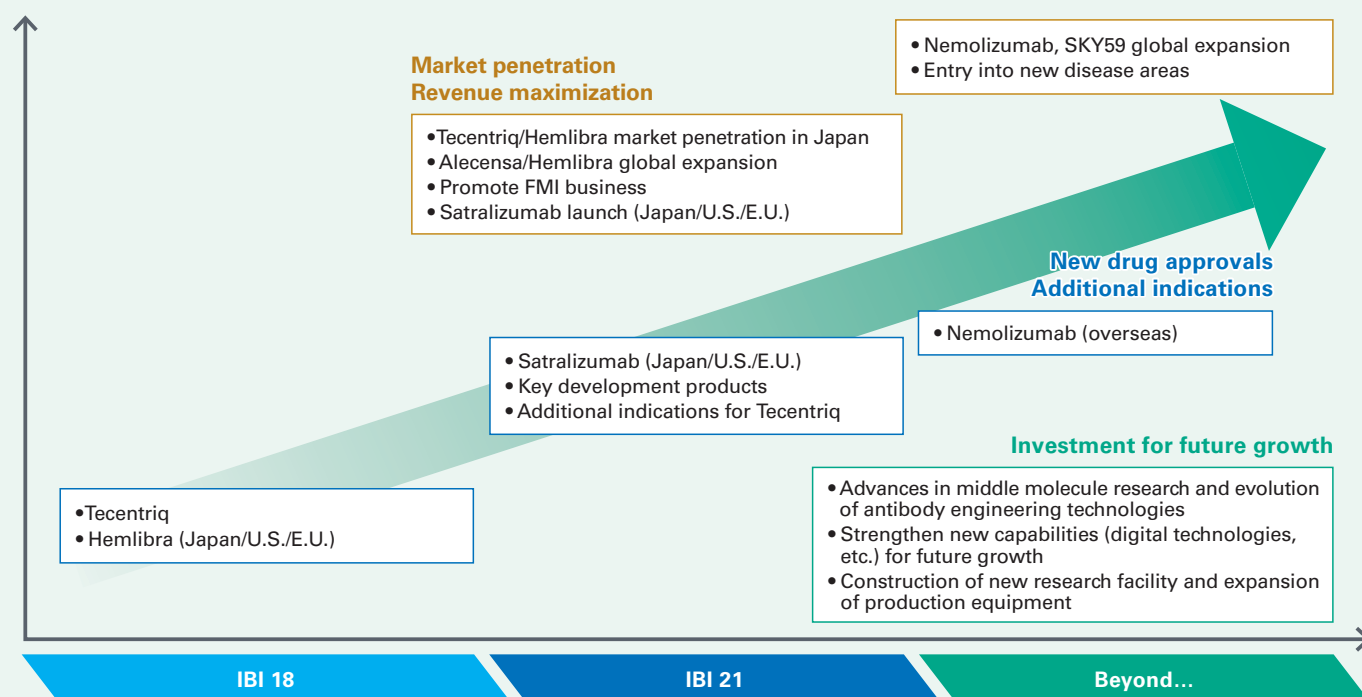 Market penetration
Revenue maximization
•Tecentriq/Hemlibra market penetration in Japan
•Alecensa/Hemlibra global expansion
•Promote FMI business
•Satralizumab launch (Japan/U.S./E.U.)
•Nemolizumab, SKY59 global expansion
•Entry into new disease areas
New drug approvals
Additional indications
•Nemolizumab (overseas)
•Satralizumab (Japan/U.S./E.U.)
•Key development products
•Additional indications for Tecentriq
•Tecentriq
•Hemlibra (Japan/U.S./E.U.)
Investment for future growth
•Advances in middle molecule research and evolution
of antibody engineering technologies
•Strengthen new capabilities (digital technologies,
etc.) for future growth
•Construction of new research facility and expansion
of production equipment
IBI 18
IBI 21
Beyond...